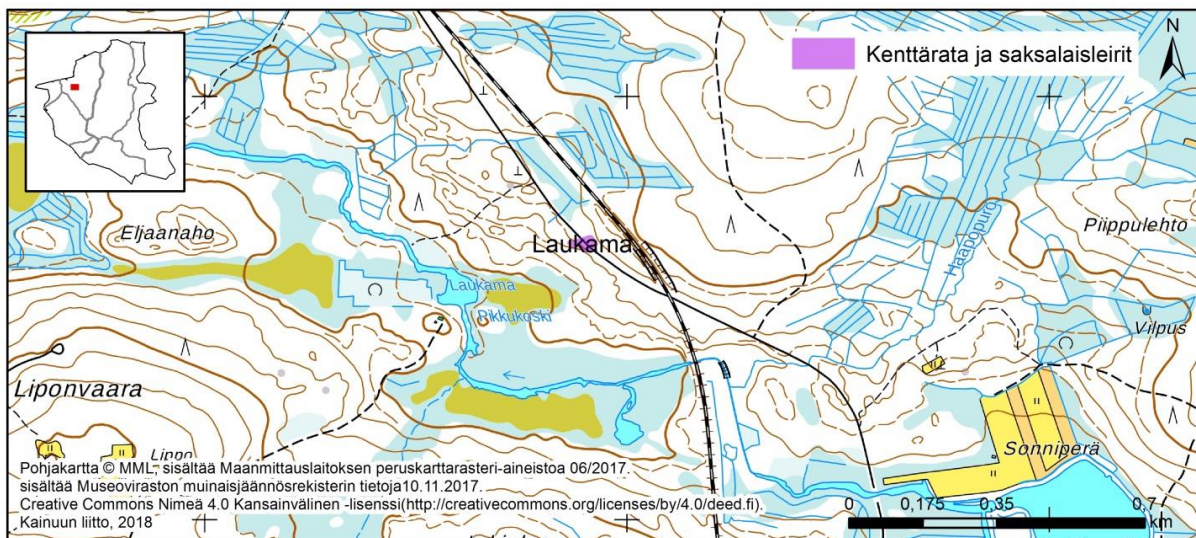 N
Kenttärata ja saksalaisleirit
Haapopuro
Piippulehto
Eljaanaho
Laukama
Laukama
Pikkukoski
Vilpus
Liponvaara
Lippo
Sonniperä
Pohjakartta © MML, sisältää Maanmittauslaitoksen peruskarttarasteri-aineistoa 06/2017.
sisältää Museoviraston muinaisjäännösrekisterin tietoja10.11.2017.
Creative Commons Nimeä 4.0 Kansainvälinen -lisenssi(http://creativecommons.org/licenses/by/4.0/deed.fi).
Kainuun liitto, 2018
0 0,175 0,35 0,7
km